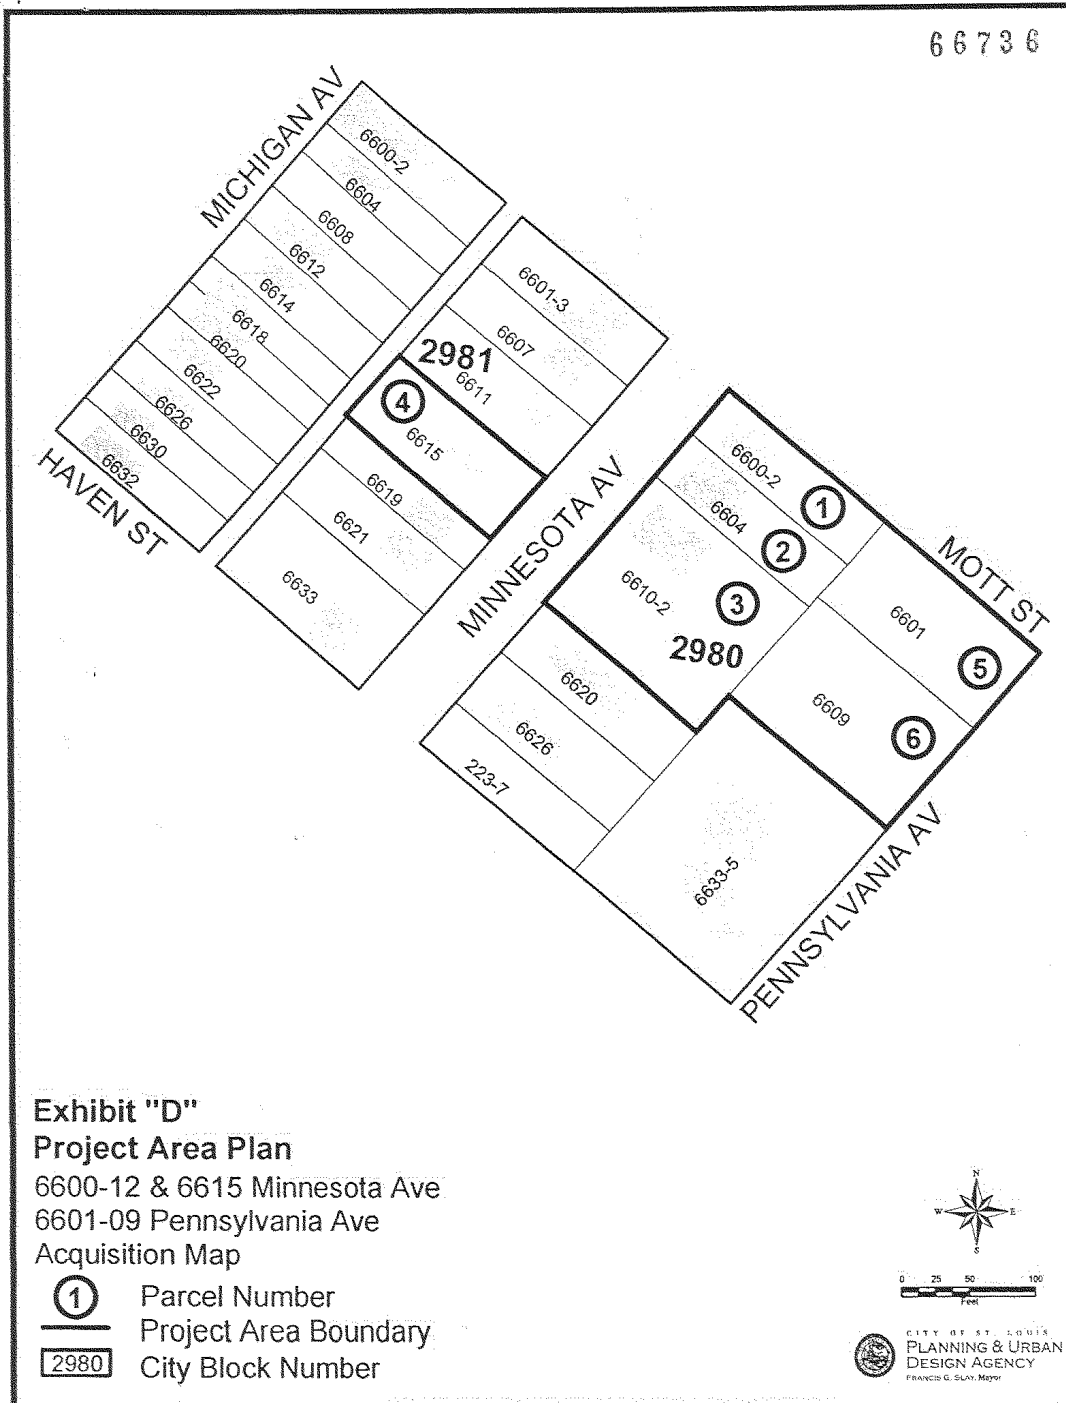 66736
MICHIGAN AV
6600-2
6604
6608
6612
6614
6618
6620
6622
6626
6630
6632
HAVEN ST
6601-3
6607
2981
6611
4
6615
6619
6621
6633
MINNESOTA AV
6600-2
1
6604
2
6610-2
3
2980
MOTT ST
6601
5
6609
6
6620
6626
223-7
6633-5
PENNSYLVANIA AV
Exhibit "D"
Project Area Plan
6600-12 & 6615 Minnesota Ave
6601-09 Pennsylvania Ave
Acquisition Map
1 Parcel Number
Project Area Boundary
2980 City Block Number
N
W E
S
0 25 50 100
Feet
CITY OF ST. LOUIS
PLANNING & URBAN
DESIGN AGENCY
FRANCIS G. SLAY, Mayor